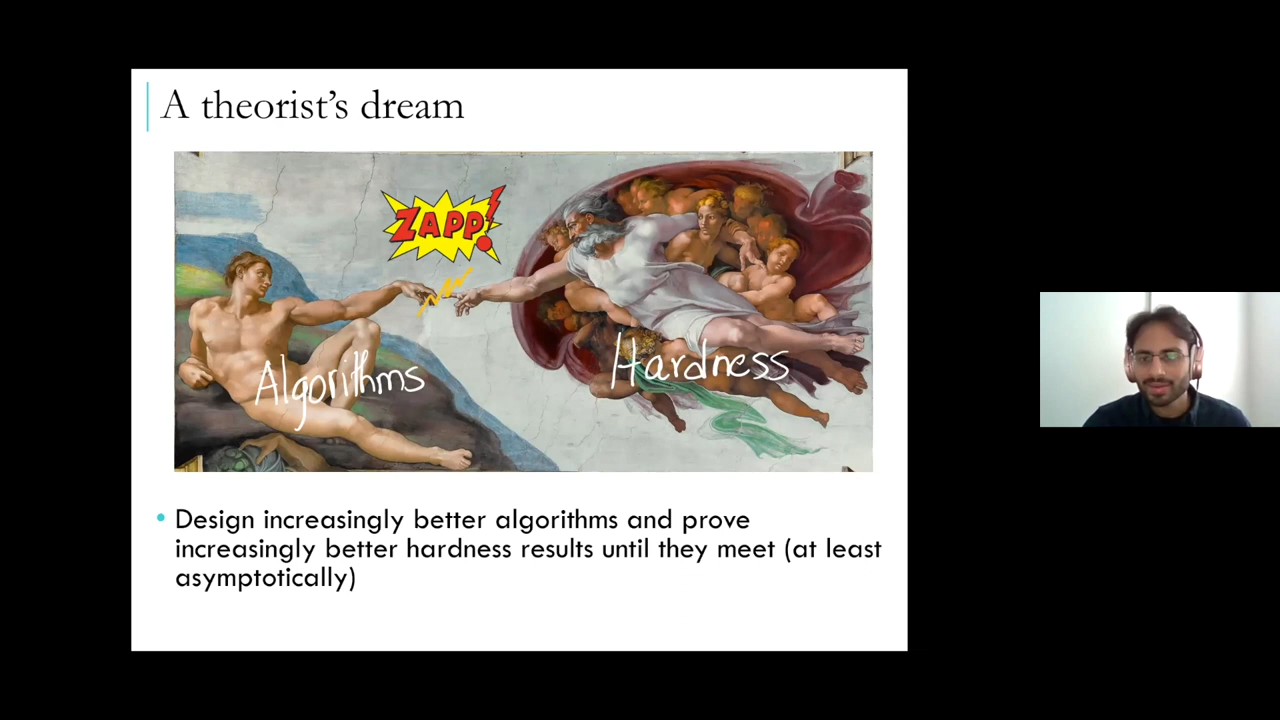 A theorist's dream
ZAPP!
Algorithms
Hardness
• Design increasingly better algorithms and prove
increasingly better hardness results until they meet (at least
asymptotically)